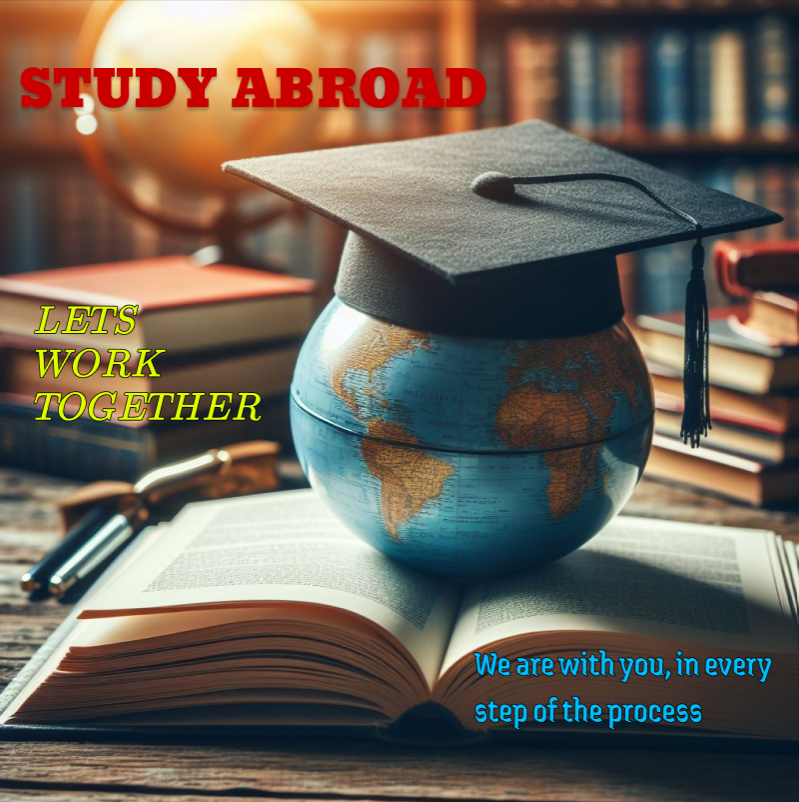 STUDY ABROAD
LETS
WORK
TOGETHER
We are with you, in every
step of the process